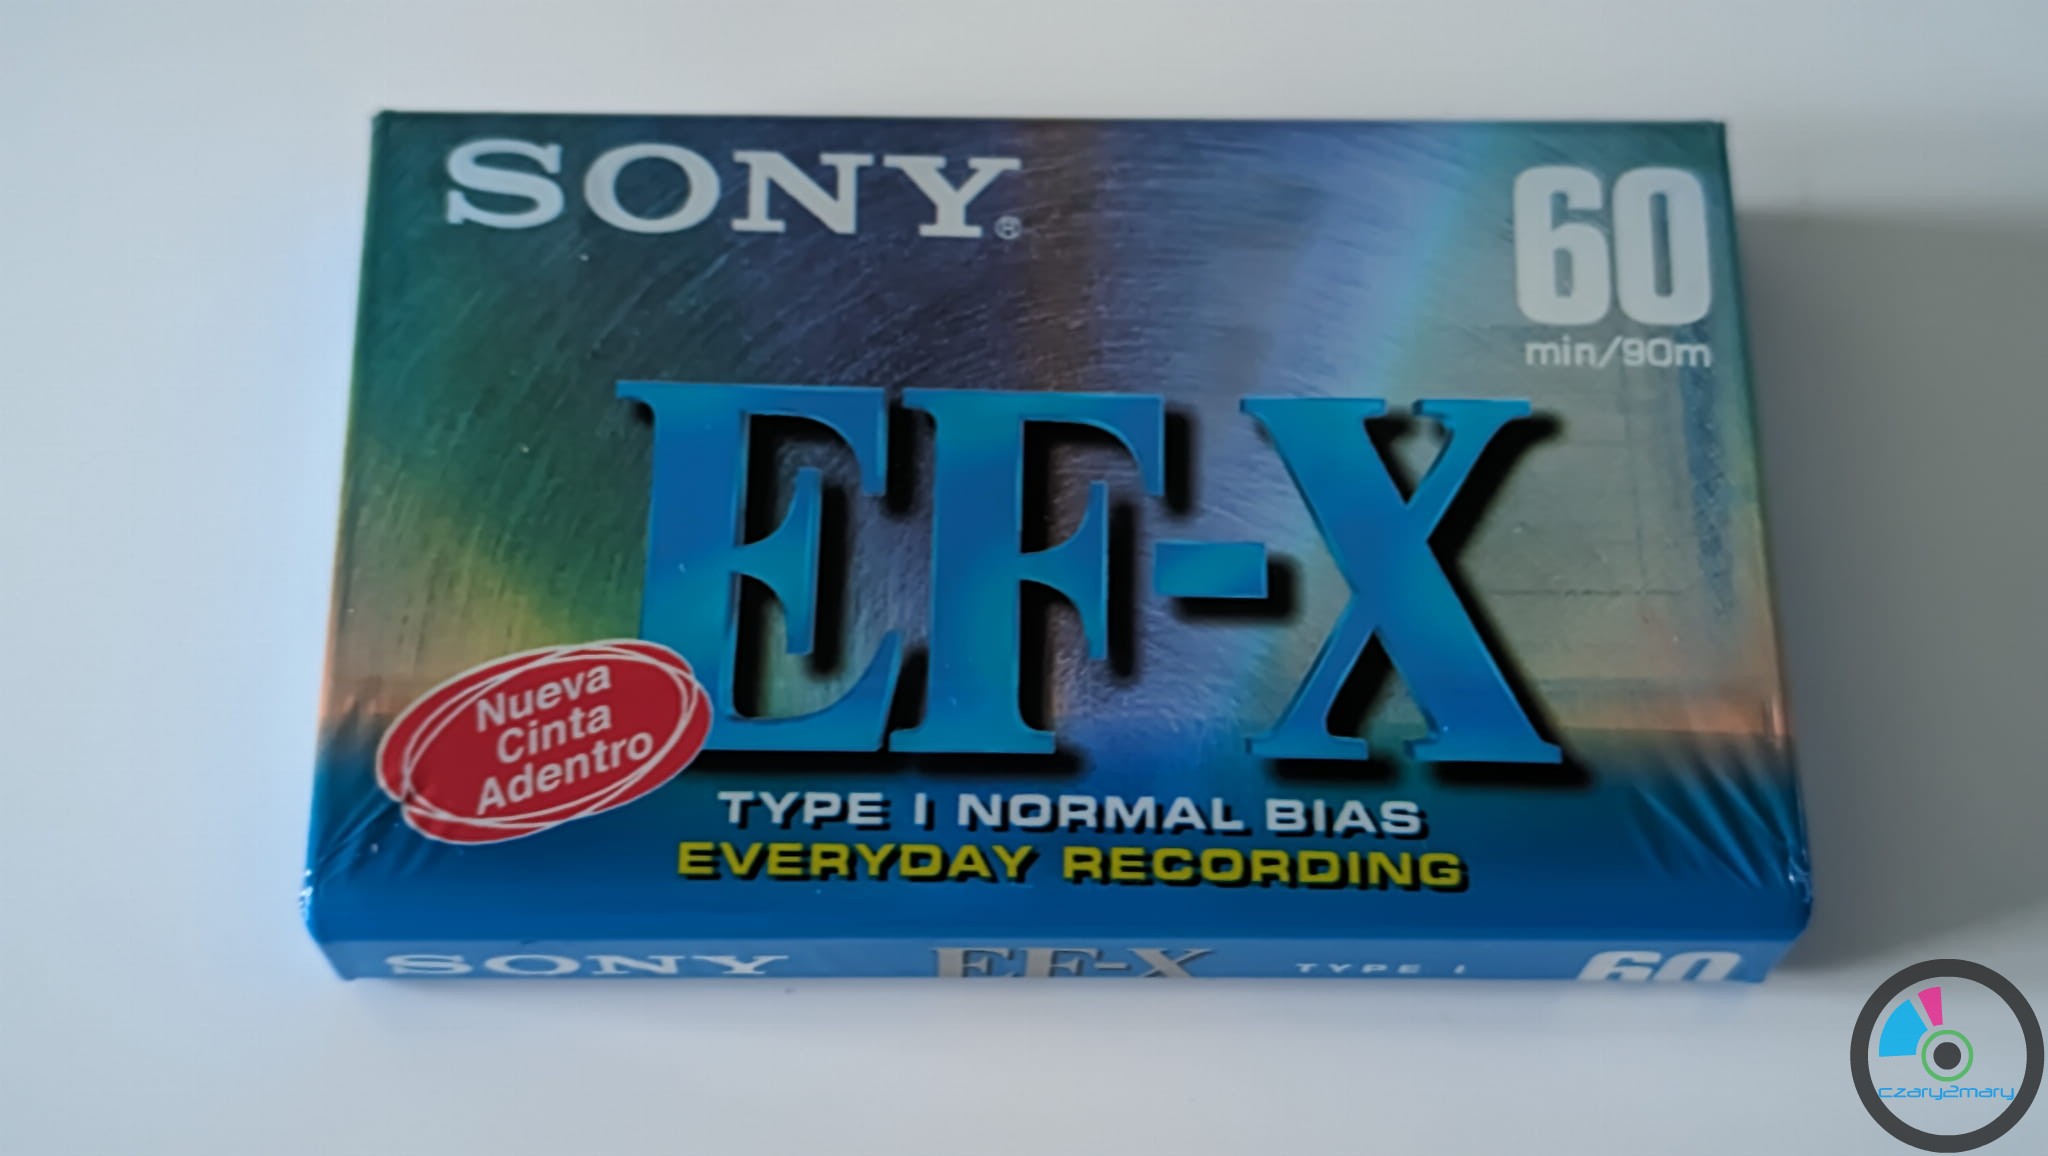 SONY®
60
min/90m
EF-X
Nueva
Cinta
Adentro
TYPE I NORMAL BIAS
EVERYDAY RECORDING
SONY EF-X TYPE I 60
czary2mary